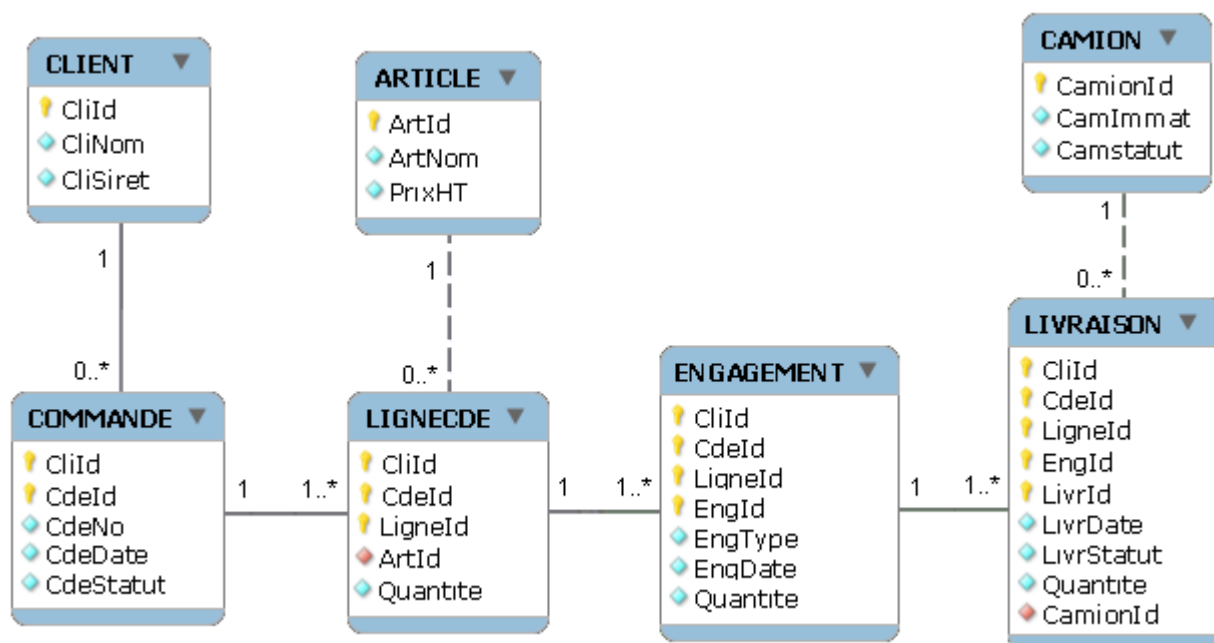 CLIENT
CliId
CliNom
CliSiret
ARTICLE
ArtId
ArtNom
PrixHT
CAMION
CamionId
CamImmat
Camstatut
1
0..*
1
0..*
1
0..*
COMMANDE
CliId
CdeId
CdeNo
CdeDate
CdeStatut
1
1..*
LIGNECDE
CliId
CdeId
LigneId
ArtId
Quantite
1
1..*
ENGAGEMENT
CliId
CdeId
LigneId
EngId
EngType
EngDate
Quantite
1
1..*
LIVRAISON
CliId
CdeId
LigneId
EngId
LivrId
LivrDate
LivrStatut
Quantite
CamionId